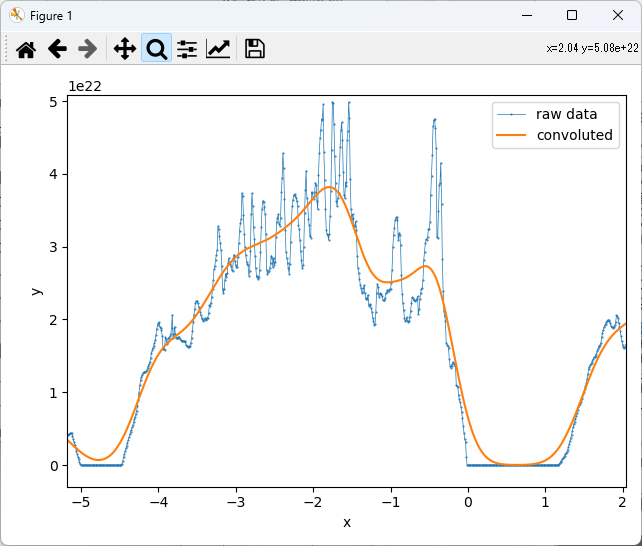 Figure 1
x=2.04 y=5.08e+22
1e22
5
4
3
2
1
0
y
−5
−4
−3
−2
−1
0
1
2
x
raw data
convoluted